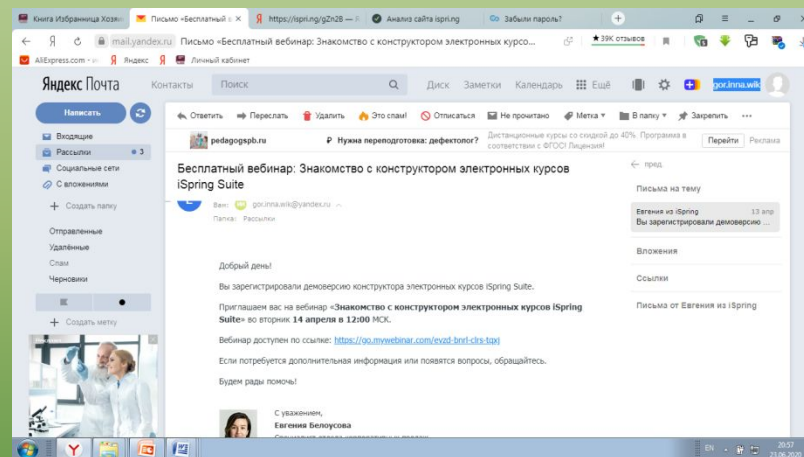 Книга Избранница Хозяи
Письмо «Бесплатный в
https://ispri.ng/gZn2B — Я
Анализ сайта ispri.ng
Забыли пароль?
mail.yandex.ru Письмо «Бесплатный вебинар: Знакомство с конструктором электронных курсо...
★39K отзывов
AliExpress.com
Яндекс
Личный кабинет
Яндекс Почта
Контакты
Поиск
Диск Заметки Календарь Ещё
gor.inna.wik
Написать
Ответить Переслать Удалить Это спам! Отписаться Не прочитано Метка В папку Закрепить ...
Входящие
Рассылки • 3
Социальные сети
С вложениями
+ Создать папку
Отправленные
Удалённые
Спам
Черновики
+ Создать метку
pedagogspb.ru
₽ Нужна переподготовка: дефектолог?
Дистанционные курсы со скидкой до 40%. Программа в
соответствии с ФГОС! Лицензия!
Перейти
Реклама
Бесплатный вебинар: Знакомство с конструктором электронных курсов
iSpring Suite
Вам: gor.inna.wik@yandex.ru
Папка: Рассылки
Добрый день!
Вы зарегистрировали демоверсию конструктора электронных курсов iSpring Suite.
Приглашаем вас на вебинар «Знакомство с конструктором электронных курсов iSpring
Suite» во вторник 14 апреля в 12:00 МСК.
Вебинар доступен по ссылке: https://go.mywebinar.com/evzd-bnrl-clrs-tqxj
Если потребуется дополнительная информация или появятся вопросы, обращайтесь.
Будем рады помочь!
С уважением,
Евгения Белоусова
← пред.
Письма на тему
Евгения из iSpring 13 апр
Вы зарегистрировали демоверсию ...
Вложения
Ссылки
Письма от Евгения из iSpring
EN
20:57
23.06.2020